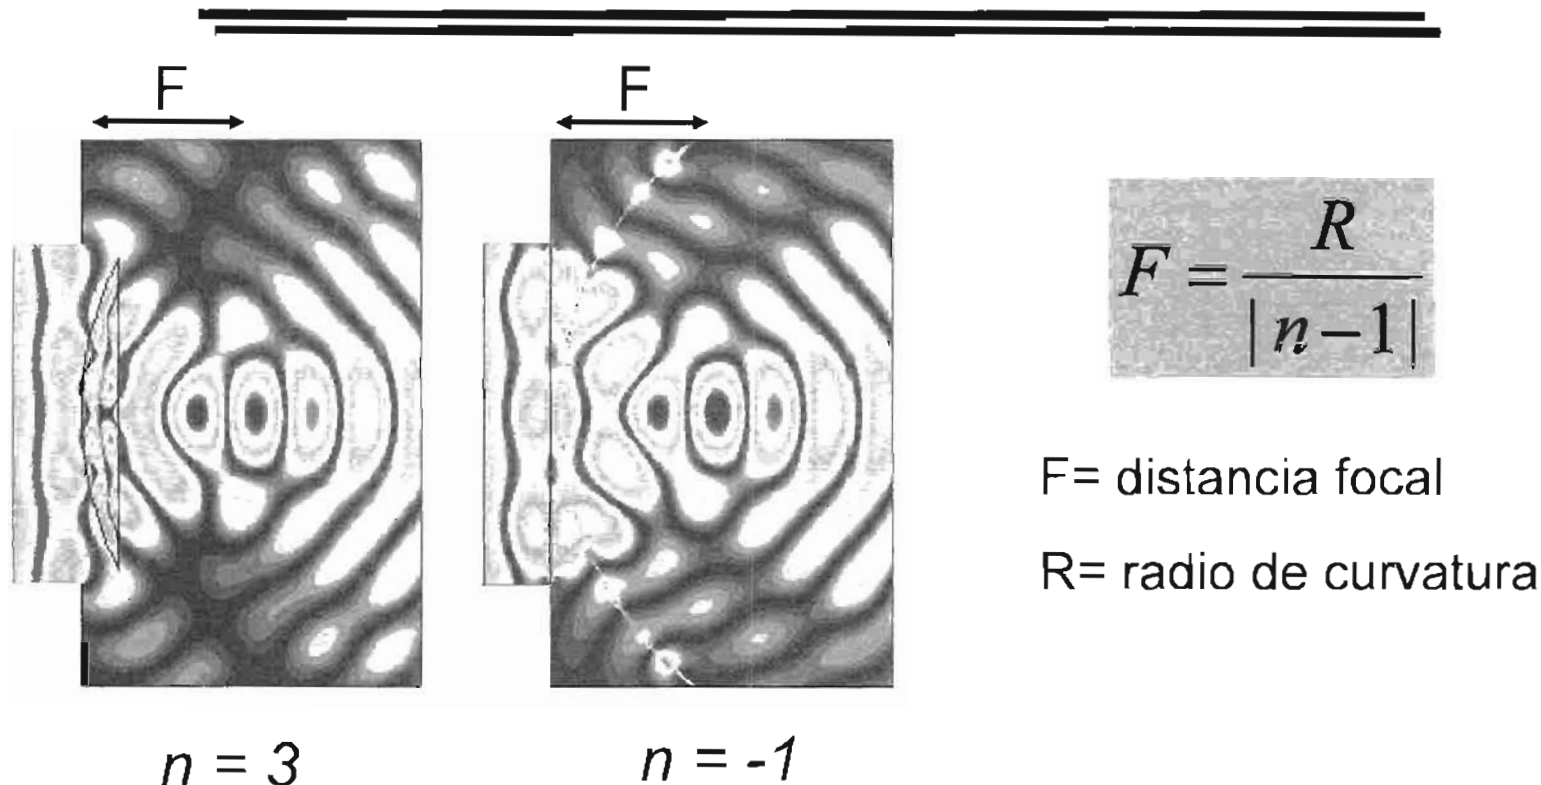 F
F
F = R / | n − 1 |
F= distancia focal
R= radio de curvatura
n = 3
n = -1